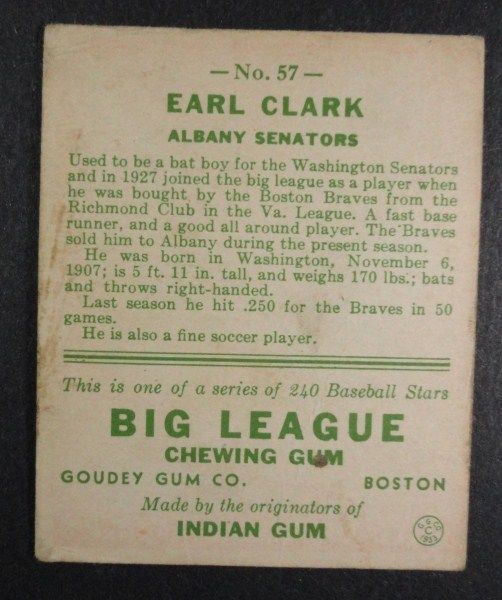 — No. 57 —
EARL CLARK
ALBANY SENATORS
Used to be a bat boy for the Washington Senators
and in 1927 joined the big league as a player when
he was bought by the Boston Braves from the
Richmond Club in the Va. League. A fast base
runner, and a good all around player. The Braves
sold him to Albany during the present season.
He was born in Washington, November 6,
1907; is 5 ft. 11 in. tall, and weighs 170 lbs.; bats
and throws right-handed.
Last season he hit .250 for the Braves in 50
games.
He is also a fine soccer player.
This is one of a series of 240 Baseball Stars
BIG LEAGUE
CHEWING GUM
GOUDEY GUM CO. BOSTON
Made by the originators of
INDIAN GUM
G. G. CO.
C
1933